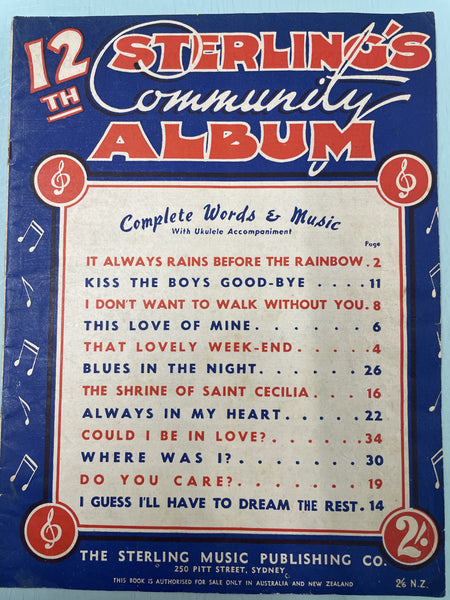 12TH STERLING'S
Community
ALBUM
Complete Words & Music
With Ukulele Accompaniment
Page
IT ALWAYS RAINS BEFORE THE RAINBOW . 2
KISS THE BOYS GOOD-BYE . . . . 11
I DON'T WANT TO WALK WITHOUT YOU . 8
THIS LOVE OF MINE . . . . . . 6
THAT LOVELY WEEK-END . . . . . 4
BLUES IN THE NIGHT . . . . . . 26
THE SHRINE OF SAINT CECILIA . . . 16
ALWAYS IN MY HEART . . . . . . 22
COULD I BE IN LOVE? . . . . . . 34
WHERE WAS I? . . . . . . . 30
DO YOU CARE? . . . . . . . 19
I GUESS I'LL HAVE TO DREAM THE REST . 14
2/-
THE STERLING MUSIC PUBLISHING CO.
250 PITT STREET, SYDNEY
THIS BOOK IS AUTHORISED FOR SALE ONLY IN AUSTRALIA AND NEW ZEALAND
2/6 N.Z.